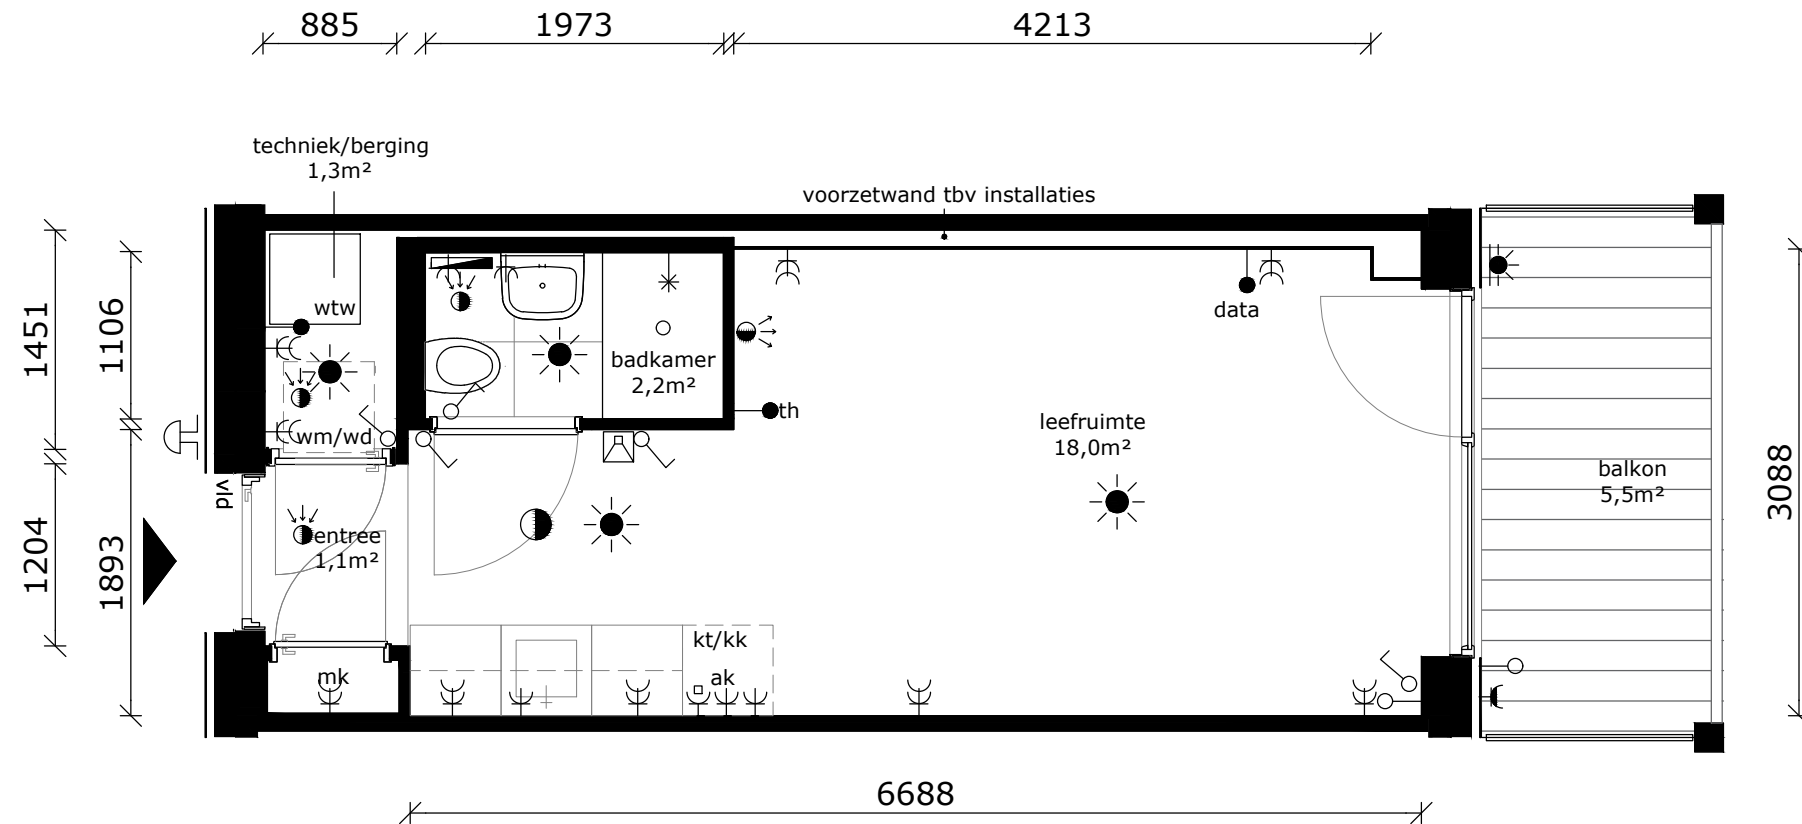 885
1973
4213
techniek/berging
1,3m²
voorzetwand tbv installaties
1451
1106
wtw
data
badkamer
2,2m²
th
leefruimte
18,0m²
wm/wd
vld
balkon
5,5m²
3088
1204
1893
entree
1,1m²
kt/kk
mk
ak
6688